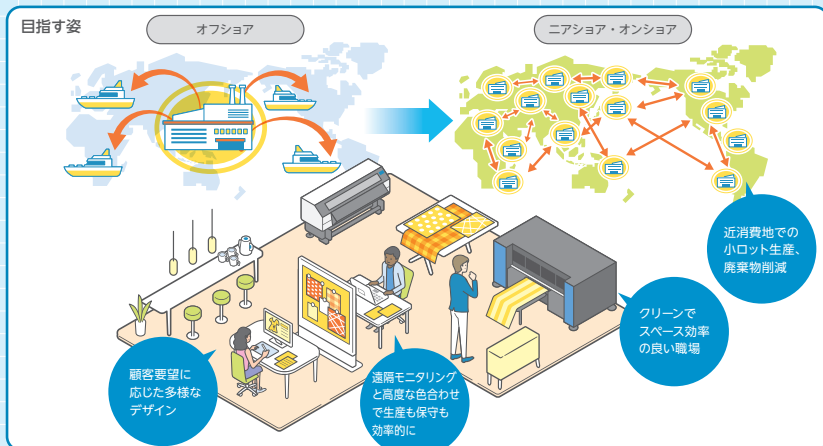 目指す姿
オフショア
ニアショア・オンショア
近消費地での
小ロット生産、
廃棄物削減
クリーンで
スペース効率
の良い職場
顧客要望に
応じた多様な
デザイン
遠隔モニタリング
と高度な色合わせ
で生産も保守も
効率的に